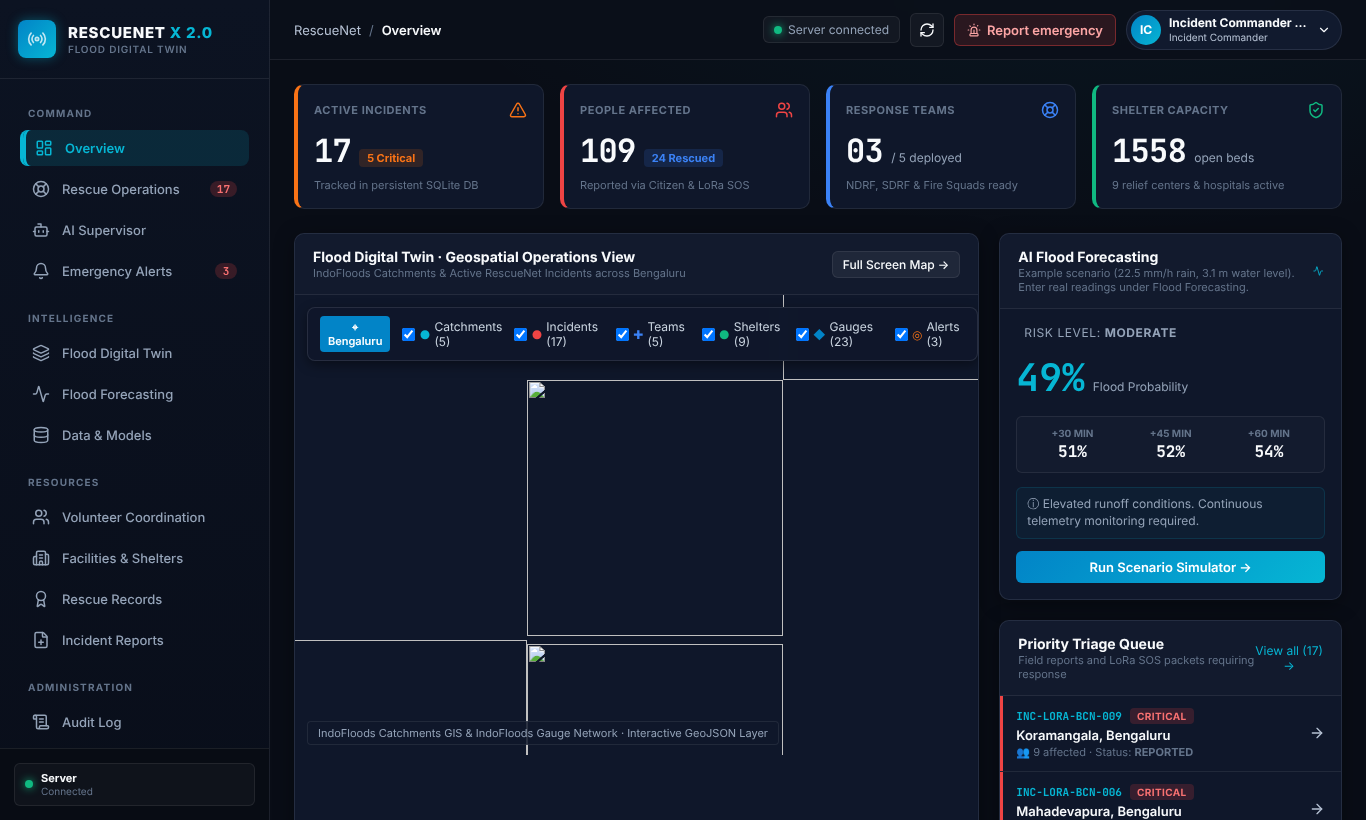 RESCUENET X 2.0
FLOOD DIGITAL TWIN
COMMAND
Overview
Rescue Operations 17
AI Supervisor
Emergency Alerts 3
INTELLIGENCE
Flood Digital Twin
Flood Forecasting
Data & Models
RESOURCES
Volunteer Coordination
Facilities & Shelters
Rescue Records
Incident Reports
ADMINISTRATION
Audit Log
Server
Connected
RescueNet / Overview
Server connected
Report emergency
IC
Incident Commander ...
Incident Commander
ACTIVE INCIDENTS
17 5 Critical
Tracked in persistent SQLite DB
PEOPLE AFFECTED
109 24 Rescued
Reported via Citizen & LoRa SOS
RESPONSE TEAMS
03 / 5 deployed
NDRF, SDRF & Fire Squads ready
SHELTER CAPACITY
1558 open beds
9 relief centers & hospitals active
Flood Digital Twin · Geospatial Operations View
IndoFloods Catchments & Active RescueNet Incidents across Bengaluru
Full Screen Map →
Bengaluru
Catchments
(5)
Incidents
(17)
Teams
(5)
Shelters
(9)
Gauges
(23)
Alerts
(3)
IndoFloods Catchments GIS & IndoFloods Gauge Network · Interactive GeoJSON Layer
AI Flood Forecasting
Example scenario (22.5 mm/h rain, 3.1 m water level).
Enter real readings under Flood Forecasting.
RISK LEVEL: MODERATE
49% Flood Probability
+30 MIN
51%
+45 MIN
52%
+60 MIN
54%
ⓘ Elevated runoff conditions. Continuous
telemetry monitoring required.
Run Scenario Simulator →
Priority Triage Queue
Field reports and LoRa SOS packets requiring
response
View all (17)
→
INC-LORA-BCN-009 CRITICAL
Koramangala, Bengaluru
👥 9 affected · Status: REPORTED
→
INC-LORA-BCN-006 CRITICAL
Mahadevapura, Bengaluru
→